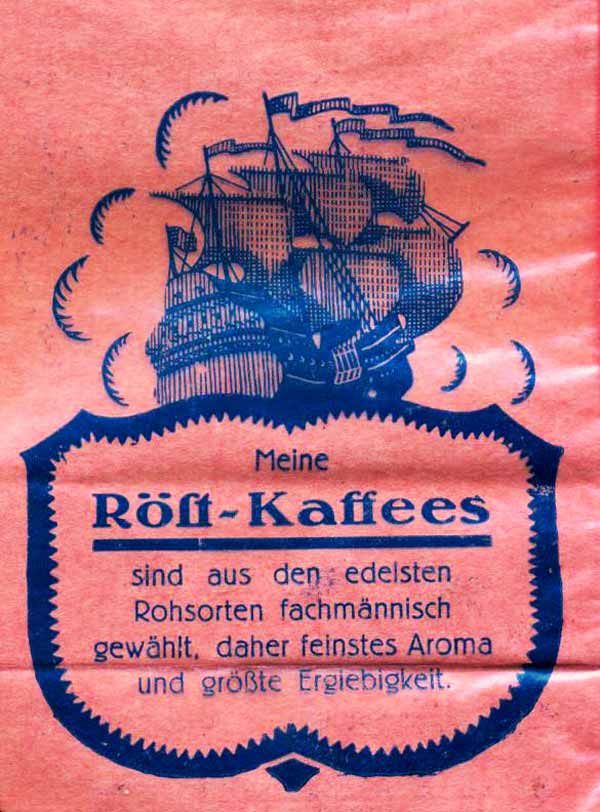 Meine
Röſt-Kaffees
sind aus den edelsten
Rohsorten fachmännisch
gewählt, daher feinstes Aroma
und größte Ergiebigkeit.